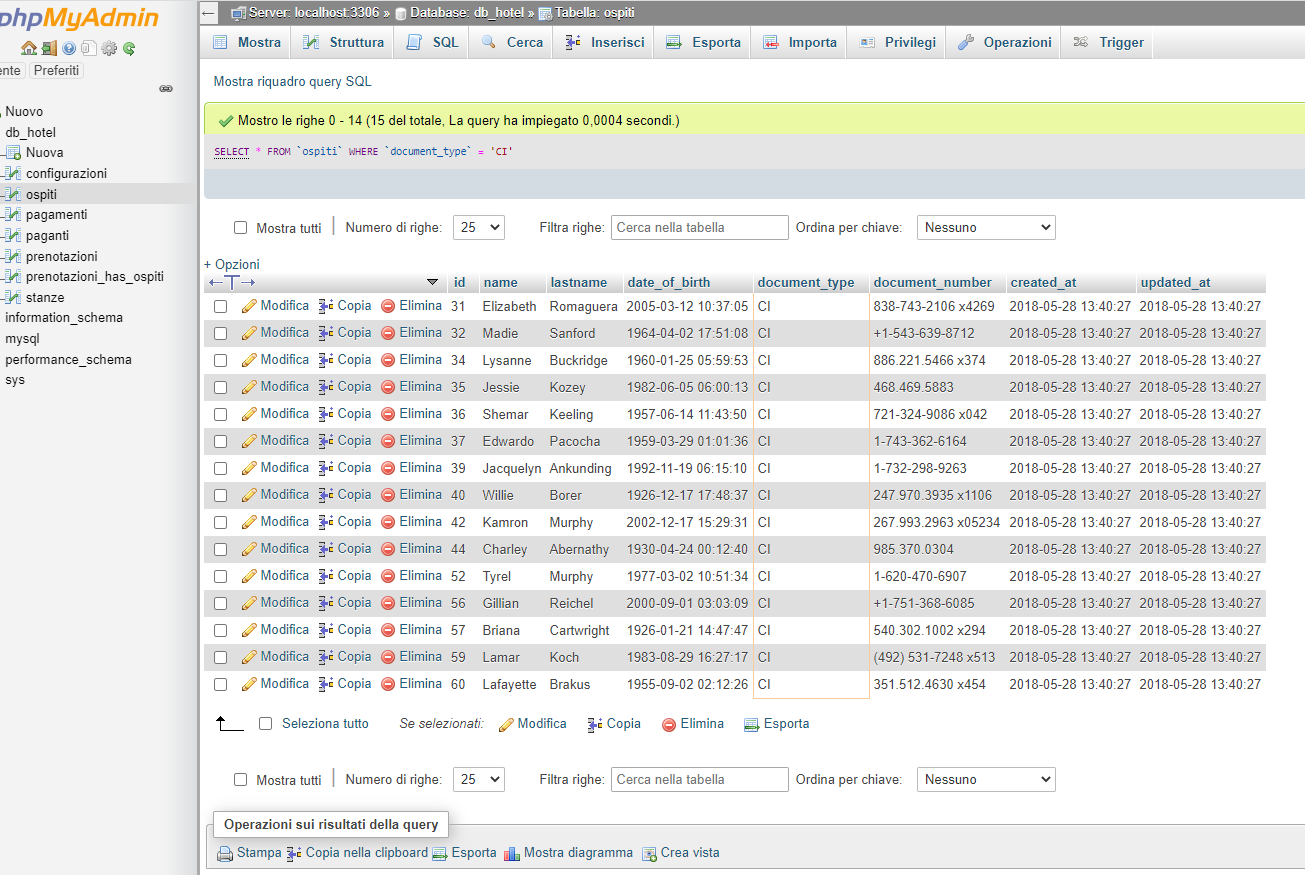 phpMyAdmin
ente Preferiti
Nuovo
db_hotel
Nuova
configurazioni
ospiti
pagamenti
paganti
prenotazioni
prenotazioni_has_ospiti
stanze
information_schema
mysql
performance_schema
sys
Server: localhost:3306 » Database: db_hotel » Tabella: ospiti
Mostra Struttura SQL Cerca Inserisci Esporta Importa Privilegi Operazioni Trigger
Mostra riquadro query SQL
Mostro le righe 0 - 14 (15 del totale, La query ha impiegato 0,0004 secondi.)
SELECT * FROM `ospiti` WHERE `document_type` = 'CI'
Mostra tutti | Numero di righe: 25 Filtra righe: Cerca nella tabella Ordina per chiave: Nessuno
+ Opzioni
←T→ id name lastname date_of_birth document_type document_number created_at updated_at
Modifica Copia Elimina 31 Elizabeth Romaguera 2005-03-12 10:37:05 CI 838-743-2106 x4269 2018-05-28 13:40:27 2018-05-28 13:40:27
Modifica Copia Elimina 32 Madie Sanford 1964-04-02 17:51:08 CI +1-543-639-8712 2018-05-28 13:40:27 2018-05-28 13:40:27
Modifica Copia Elimina 34 Lysanne Buckridge 1960-01-25 05:59:53 CI 886.221.5466 x374 2018-05-28 13:40:27 2018-05-28 13:40:27
Modifica Copia Elimina 35 Jessie Kozey 1982-06-05 06:00:13 CI 468.469.5883 2018-05-28 13:40:27 2018-05-28 13:40:27
Modifica Copia Elimina 36 Shemar Keeling 1957-06-14 11:43:50 CI 721-324-9086 x042 2018-05-28 13:40:27 2018-05-28 13:40:27
Modifica Copia Elimina 37 Edwardo Pacocha 1959-03-29 01:01:36 CI 1-743-362-6164 2018-05-28 13:40:27 2018-05-28 13:40:27
Modifica Copia Elimina 39 Jacquelyn Ankunding 1992-11-19 06:15:10 CI 1-732-298-9263 2018-05-28 13:40:27 2018-05-28 13:40:27
Modifica Copia Elimina 40 Willie Borer 1926-12-17 17:48:37 CI 247.970.3935 x1106 2018-05-28 13:40:27 2018-05-28 13:40:27
Modifica Copia Elimina 42 Kamron Murphy 2002-12-17 15:29:31 CI 267.993.2963 x05234 2018-05-28 13:40:27 2018-05-28 13:40:27
Modifica Copia Elimina 44 Charley Abernathy 1930-04-24 00:12:40 CI 985.370.0304 2018-05-28 13:40:27 2018-05-28 13:40:27
Modifica Copia Elimina 52 Tyrel Murphy 1977-03-02 10:51:34 CI 1-620-470-6907 2018-05-28 13:40:27 2018-05-28 13:40:27
Modifica Copia Elimina 56 Gillian Reichel 2000-09-01 03:03:09 CI +1-751-368-6085 2018-05-28 13:40:27 2018-05-28 13:40:27
Modifica Copia Elimina 57 Briana Cartwright 1926-01-21 14:47:47 CI 540.302.1002 x294 2018-05-28 13:40:27 2018-05-28 13:40:27
Modifica Copia Elimina 59 Lamar Koch 1983-08-29 16:27:17 CI (492) 531-7248 x513 2018-05-28 13:40:27 2018-05-28 13:40:27
Modifica Copia Elimina 60 Lafayette Brakus 1955-09-02 02:12:26 CI 351.512.4630 x454 2018-05-28 13:40:27 2018-05-28 13:40:27
Seleziona tutto Se selezionati: Modifica Copia Elimina Esporta
Mostra tutti | Numero di righe: 25 Filtra righe: Cerca nella tabella Ordina per chiave: Nessuno
Operazioni sui risultati della query
Stampa Copia nella clipboard Esporta Mostra diagramma Crea vista